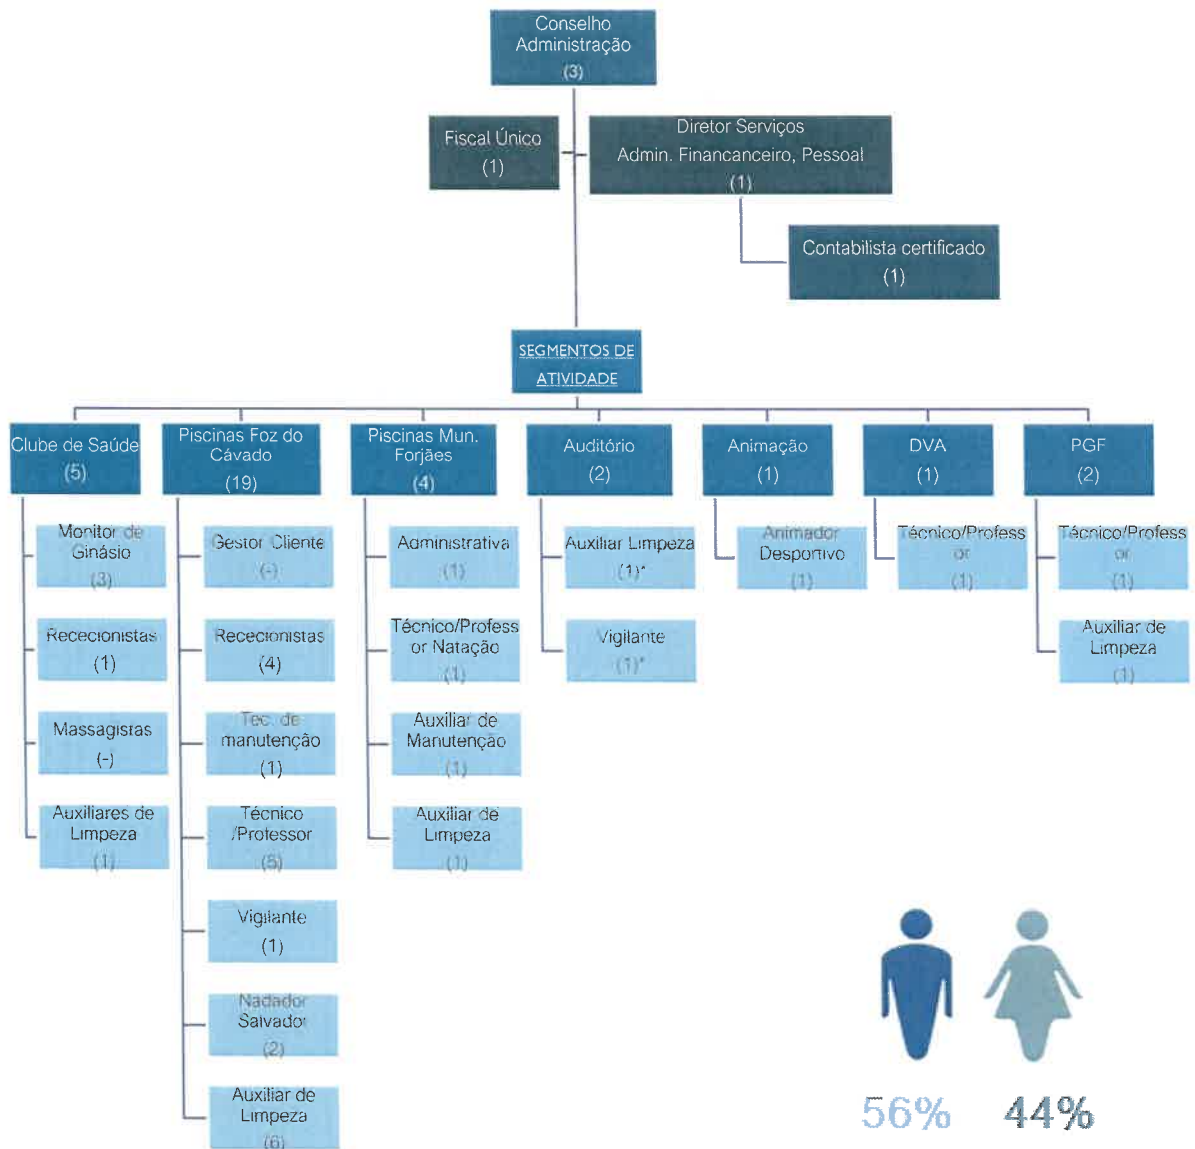 Conselho
Administração
(3)
Fiscal Único
(1)
Diretor Serviços
Admin. Financanceiro, Pessoal
(1)
Contabilista certificado
(1)
SEGMENTOS DE
ATIVIDADE
Clube de Saúde
(5)
Monitor de
Ginásio
(3)
Rececionistas
(1)
Massagistas
(-)
Auxiliares de
Limpeza
(1)
Piscinas Foz do
Cávado
(19)
Gestor Cliente
(-)
Rececionistas
(4)
Tec. de
manutenção
(1)
Técnico
/Professor
(5)
Vigilante
(1)
Nadador
Salvador
(2)
Auxiliar de
Limpeza
(6)
Piscinas Mun.
Forjães
(4)
Administrativa
(1)
Técnico/Profess
or Natação
(1)
Auxiliar de
Manutenção
(1)
Auxiliar de
Limpeza
(1)
Auditório
(2)
Auxiliar Limpeza
(1)*
Vigilante
(1)*
Animação
(1)
Animador
Desportivo
(1)
DVA
(1)
Técnico/Profess
or
(1)
PGF
(2)
Técnico/Profess
or
(1)
Auxiliar de
Limpeza
(1)
56%
44%